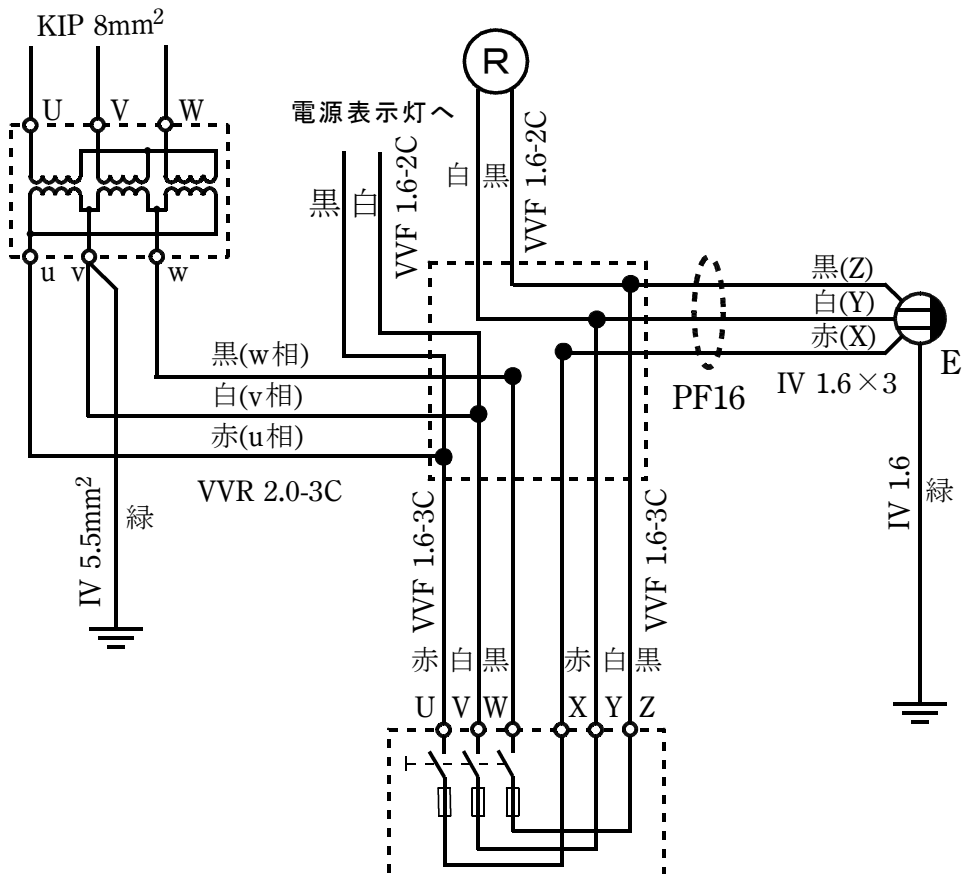 KIP 8mm²
U V W
R
電源表示灯へ
白 黒
VVF 1.6-2C
黒 白
VVF 1.6-2C
u v w
黒(Z)
白(Y)
赤(X)
E
PF16
IV 1.6×3
黒(w相)
白(v相)
赤(u相)
VVR 2.0-3C
IV 5.5mm²
緑
VVF 1.6-3C
VVF 1.6-3C
IV 1.6
緑
赤 白 黒 赤 白 黒
U V W X Y Z